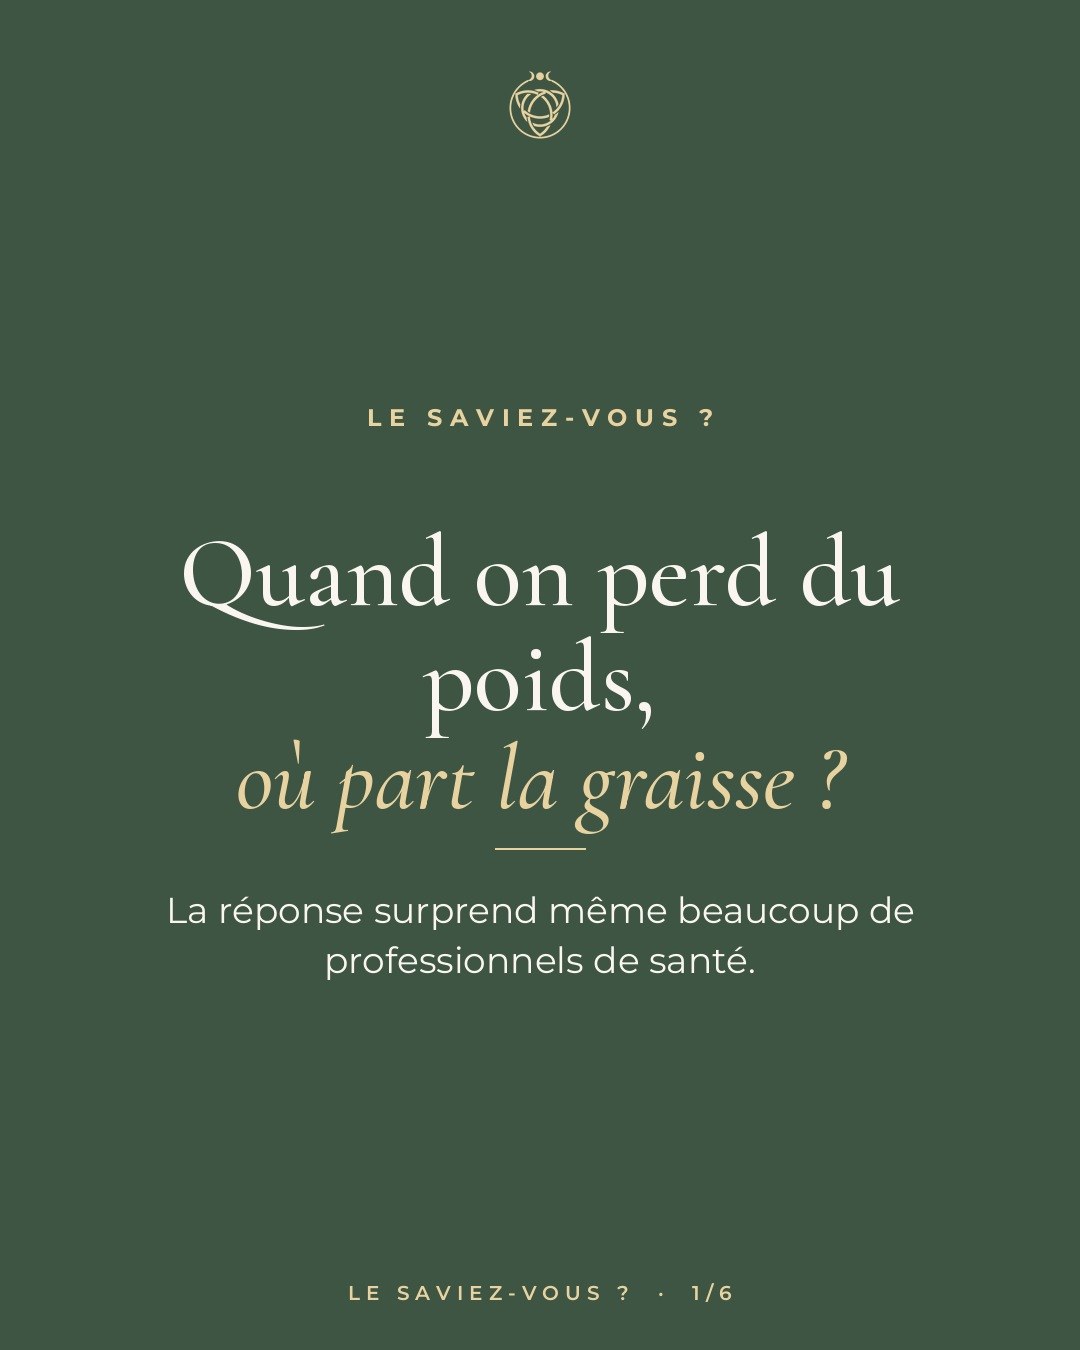 LE SAVIEZ-VOUS ?
Quand on perd du
poids,
où part la graisse ?
La réponse surprend même beaucoup de
professionnels de santé.
LE SAVIEZ-VOUS ? · 1/6